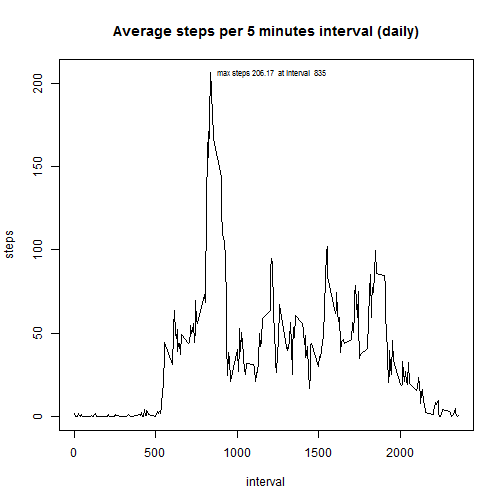 Average steps per 5 minutes interval (daily)
max steps 206.17 at interval 835
steps
200
150
100
50
0
0 500 1000 1500 2000
interval